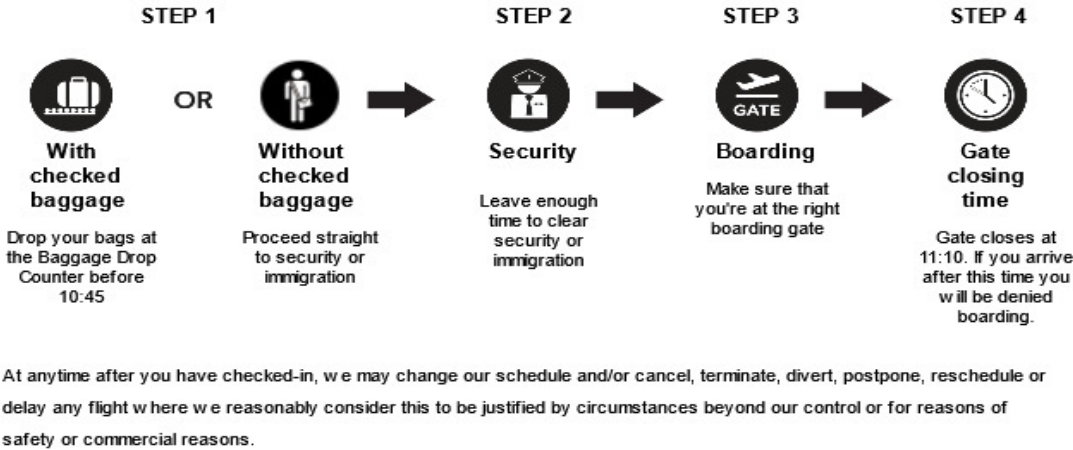 STEP 1
STEP 2
STEP 3
STEP 4
OR
GATE
With
checked
baggage
Drop your bags at
the Baggage Drop
Counter before
10:45
Without
checked
baggage
Proceed straight
to security or
immigration
Security
Leave enough
time to clear
security or
immigration
Boarding
Make sure that
you're at the right
boarding gate
Gate
closing
time
Gate closes at
11:10. If you arrive
after this time you
will be denied
boarding.
At anytime after you have checked-in, we may change our schedule and/or cancel, terminate, divert, postpone, reschedule or
delay any flight where we reasonably consider this to be justified by circumstances beyond our control or for reasons of
safety or commercial reasons.